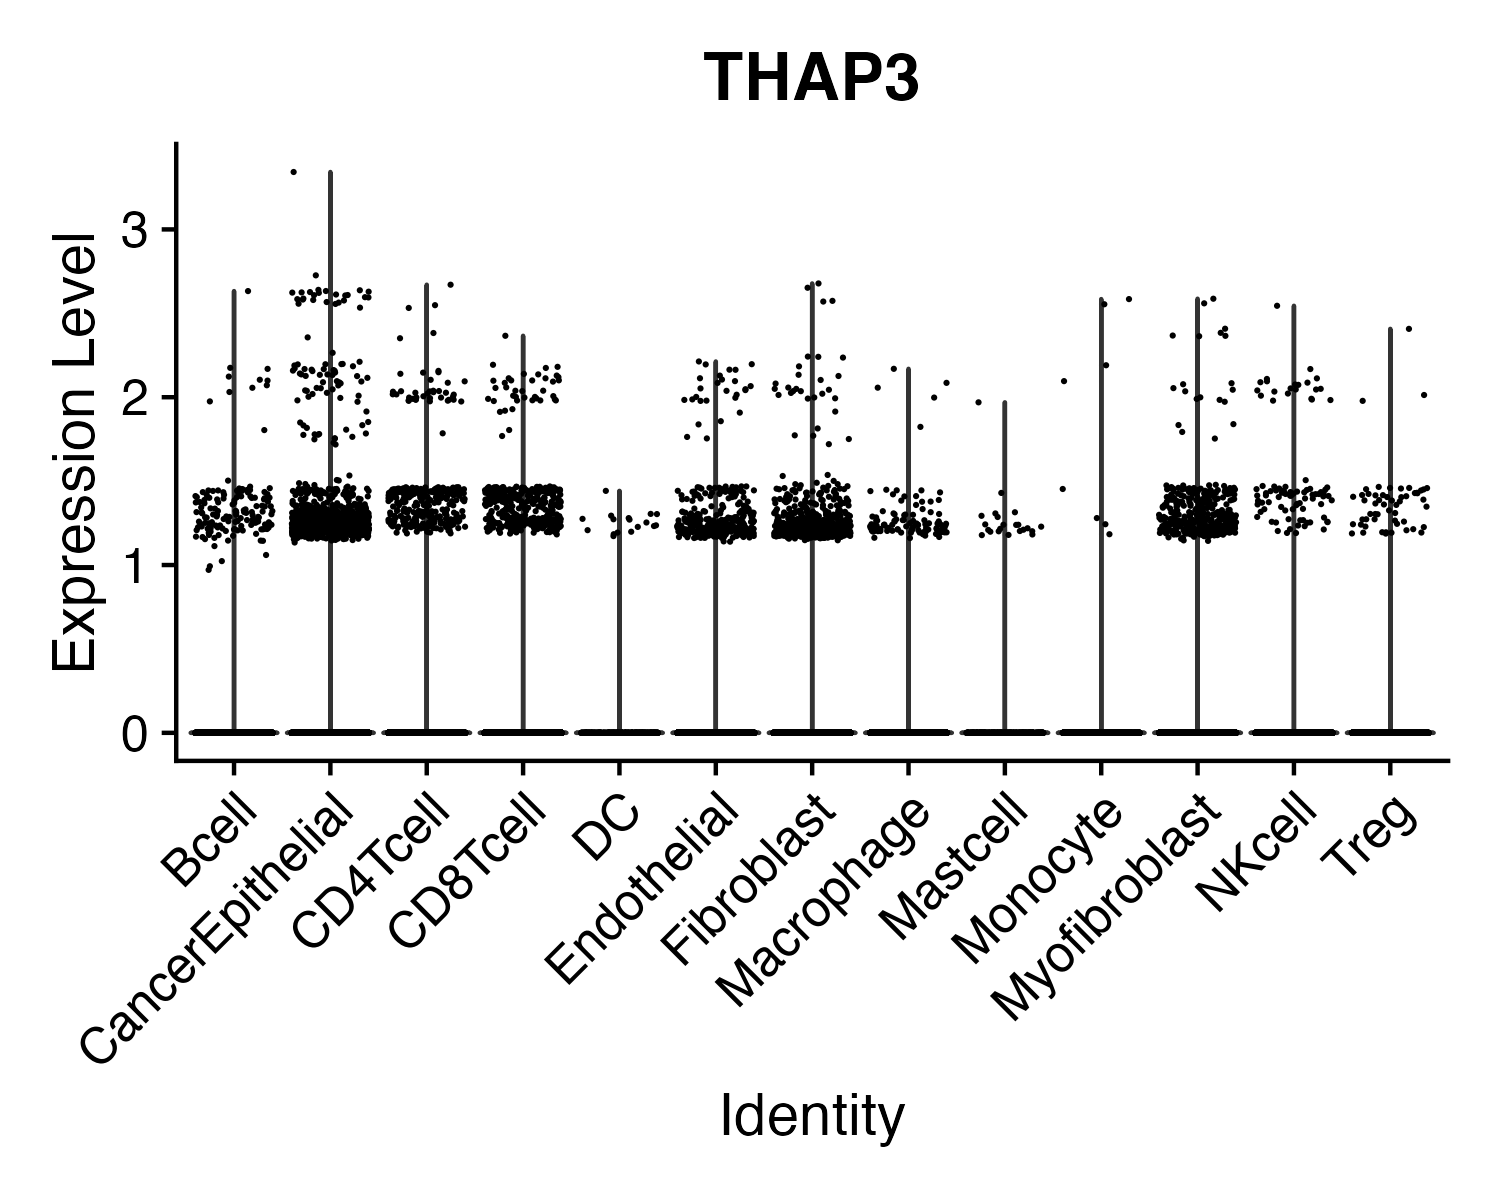 THAP3
Expression Level
3
2
1
0
Bcell
CancerEpithelial
CD4Tcell
CD8Tcell
DC
Endothelial
Fibroblast
Macrophage
Mastcell
Monocyte
Myofibroblast
NKcell
Treg
Identity